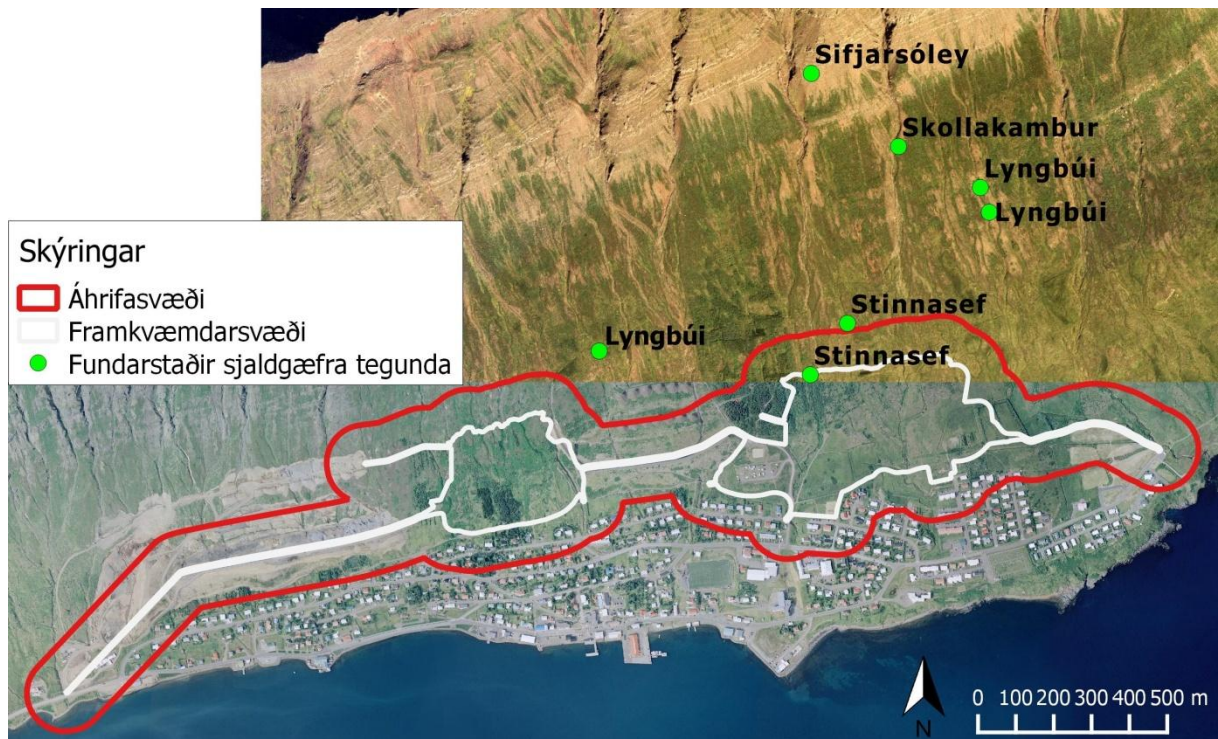 Sifjarsóley
Skollakambur
Lyngbúi
Lyngbúi
Skýringar
Áhrifasvæði
Framkvæmdarsvæði
Fundarstaðir sjaldgæfra tegunda
Stinnasef
Lyngbúi
Stinnasef
N
0 100 200 300 400 500 m